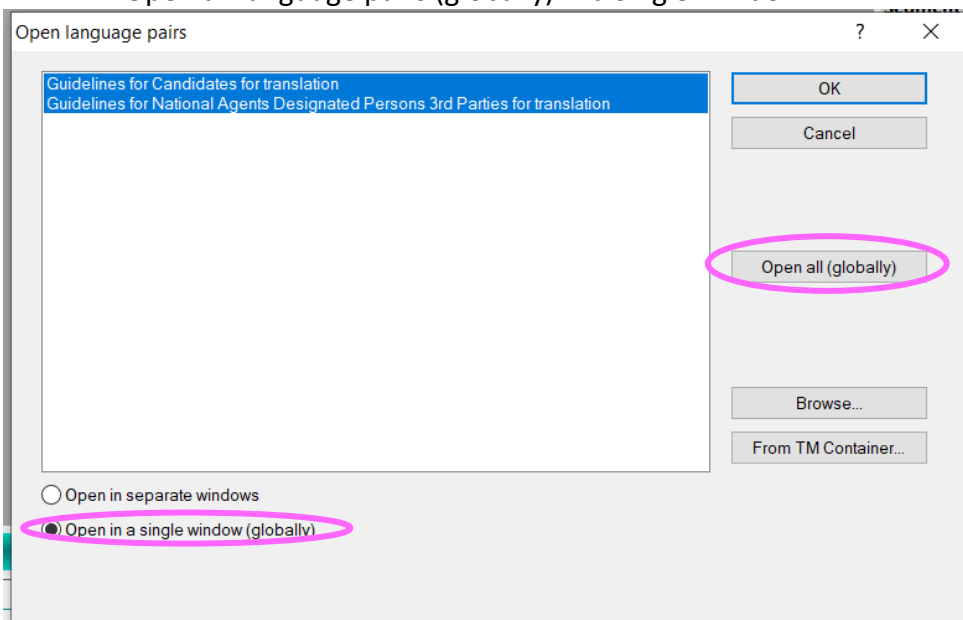 Open language pairs
? ×
Guidelines for Candidates for translation
Guidelines for National Agents Designated Persons 3rd Parties for translation
OK
Cancel
Open all (globally)
Browse...
From TM Container...
Open in separate windows
Open in a single window (globally)